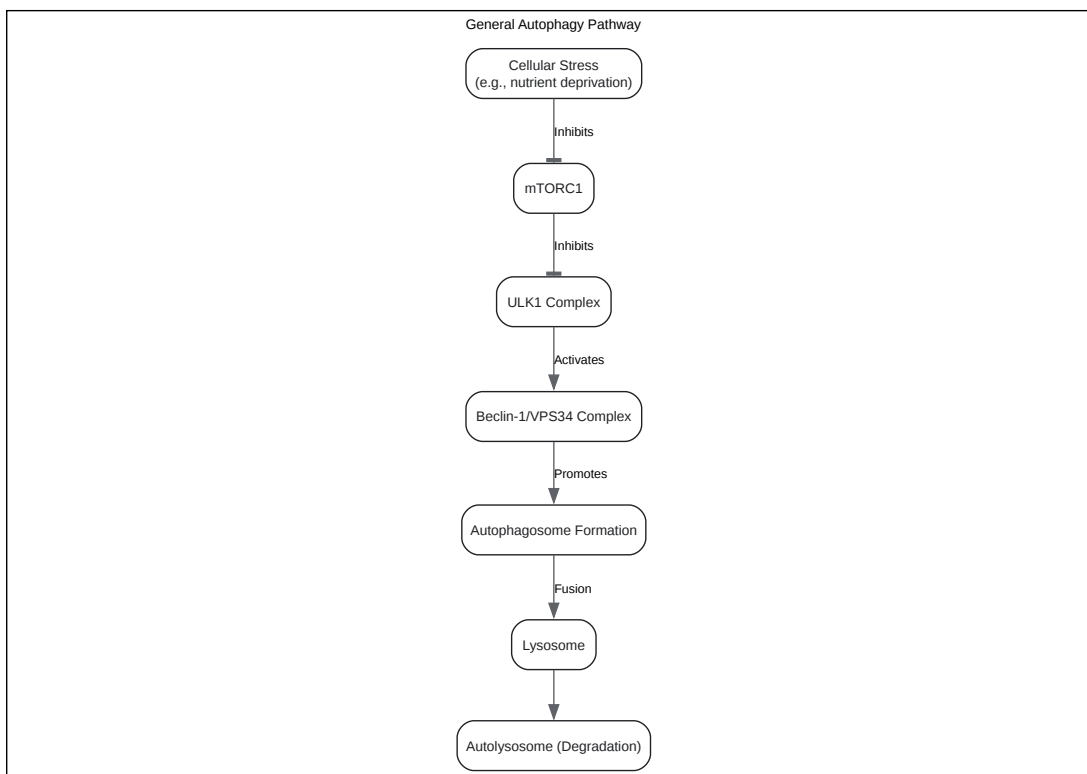 General Autophagy Pathway
Cellular Stress
(e.g., nutrient deprivation)
Inhibits
mTORC1
Inhibits
ULK1 Complex
Activates
Beclin-1/VPS34 Complex
Promotes
Autophagosome Formation
Fusion
Lysosome
Autolysosome (Degradation)